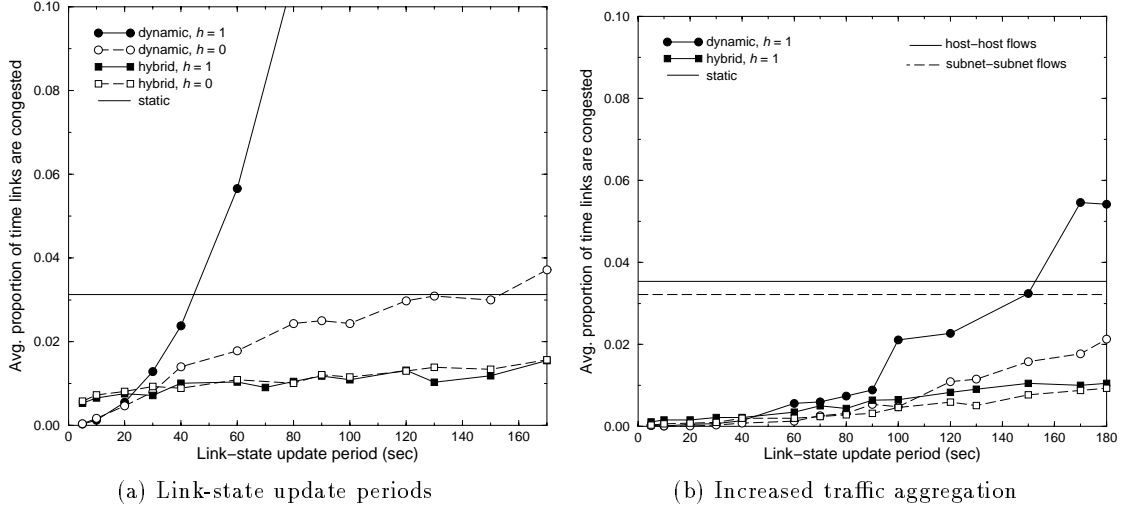 Avg. proportion of time links are congested
0.10
0.08
0.06
0.04
0.02
0.00
dynamic, h = 1
dynamic, h = 0
hybrid, h = 1
hybrid, h = 0
static
0 20 40 60 80 100 120 140 160
Link−state update period (sec)
(a) Link-state update periods
Avg. proportion of time links are congested
0.10
0.08
0.06
0.04
0.02
0.00
dynamic, h = 1
hybrid, h = 1
static
host−host flows
subnet−subnet flows
0 20 40 60 80 100 120 140 160 180
Link−state update period (sec)
(b) Increased traffic aggregation